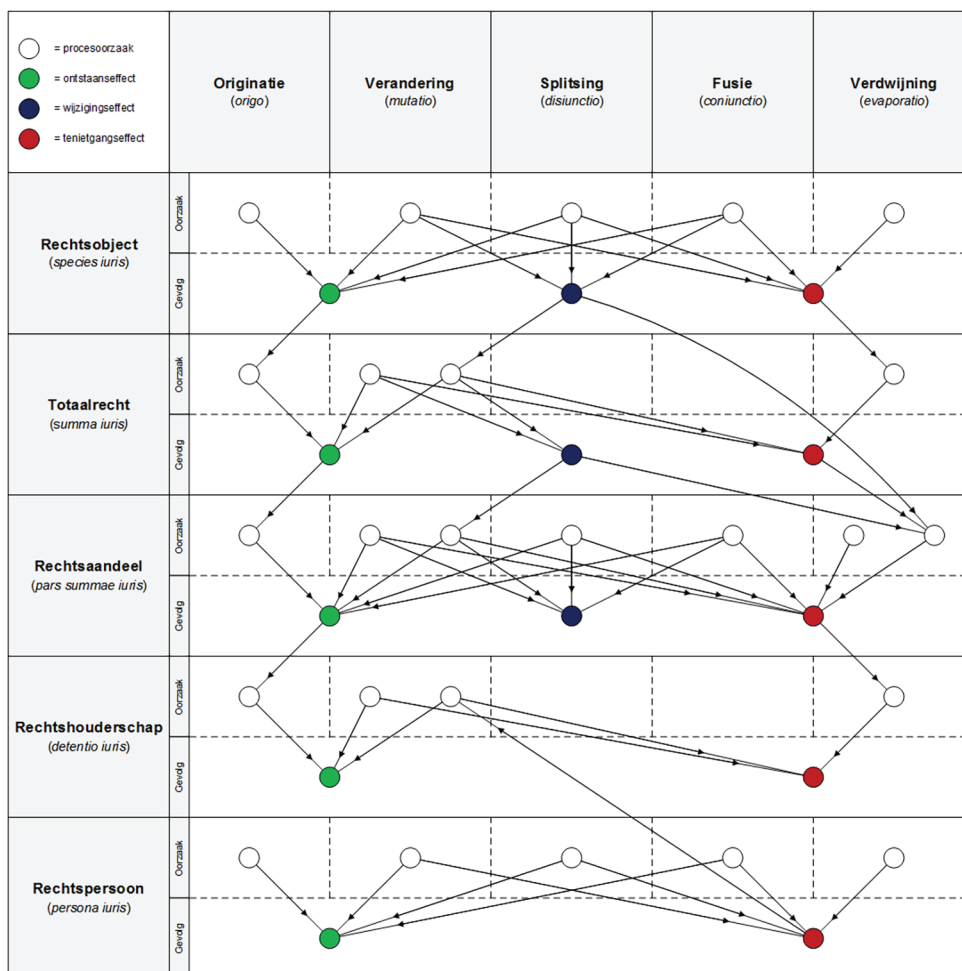 = procesoorzaak
= ontstaanseffect
= wijzigingseffect
= tenietgangseffect
Originatie
(origo)
Verandering
(mutatio)
Splitsing
(disiunctio)
Fusie
(coniunctio)
Verdwijning
(evaporatio)
Rechtsobject
(species iuris)
Oorzaak
Gevolg
Totaalrecht
(summa iuris)
Oorzaak
Gevolg
Rechtsaandeel
(pars summae iuris)
Oorzaak
Gevolg
Rechtshouderschap
(detentio iuris)
Oorzaak
Gevolg
Rechtspersoon
(persona iuris)
Oorzaak
Gevolg